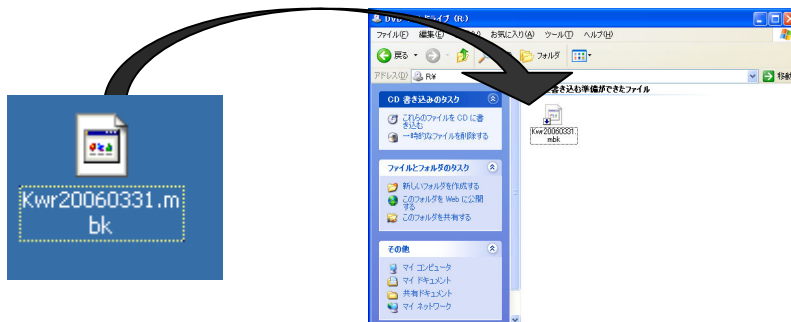 Kwr20060331.m
bk
ファイル(F) 編集(E) お気に入り(A) ツール(T) ヘルプ(H)
戻る フォルダ
アドレス(D) R¥ 移動
CD 書き込みのタスク
これらのファイルを CD に書
き込む
一時的なファイルを削除する
ファイルとフォルダのタスク
新しいフォルダを作成する
このフォルダを Web に公開
する
このフォルダを共有する
その他
マイ コンピュータ
マイ ドキュメント
共有ドキュメント
マイ ネットワーク
書き込む準備ができたファイル
Kwr20060331.
mbk